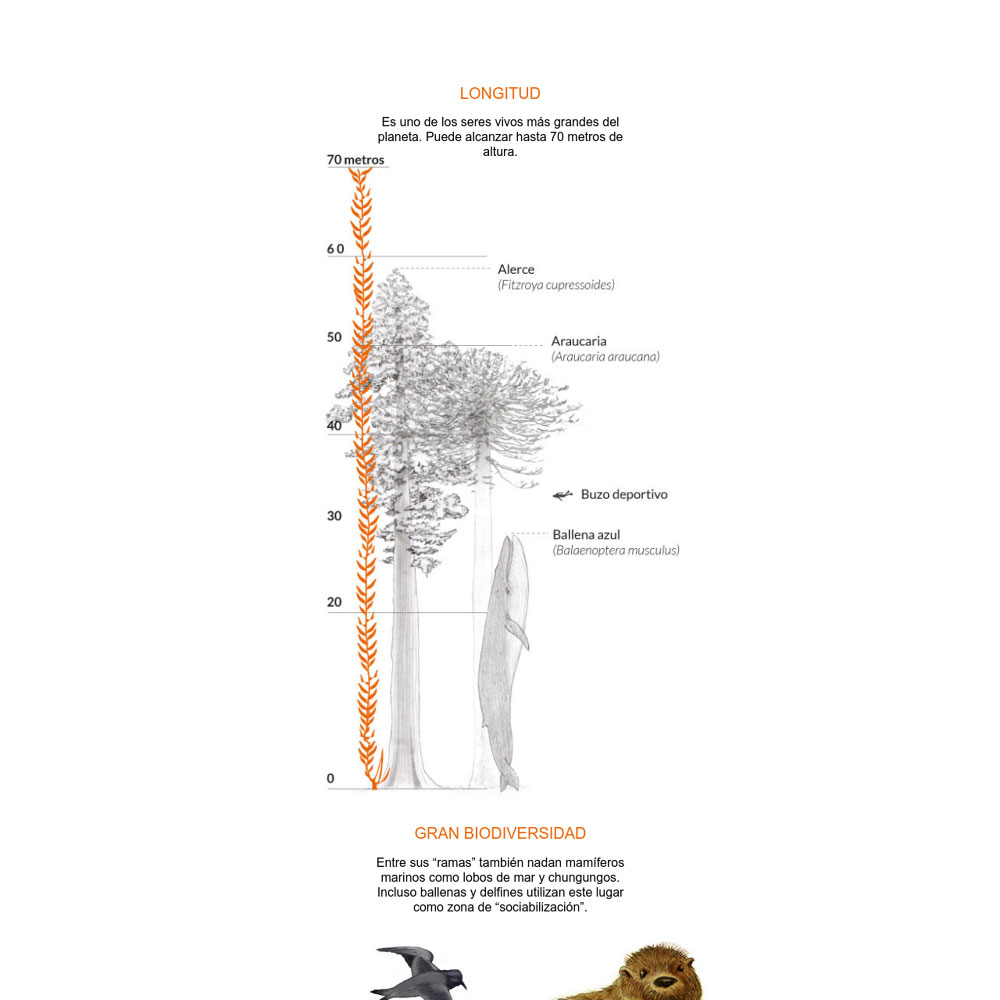 LONGITUD
Es uno de los seres vivos más grandes del
planeta. Puede alcanzar hasta 70 metros de
altura.
70 metros
60
Alerce
(Fitzroya cupressoides)
50
Araucaria
(Araucaria araucana)
40
Buzo deportivo
30
Ballena azul
(Balaenoptera musculus)
20
0
GRAN BIODIVERSIDAD
Entre sus “ramas” también nadan mamíferos
marinos como lobos de mar y chungungos.
Incluso ballenas y delfines utilizan este lugar
como zona de “sociabilización”.